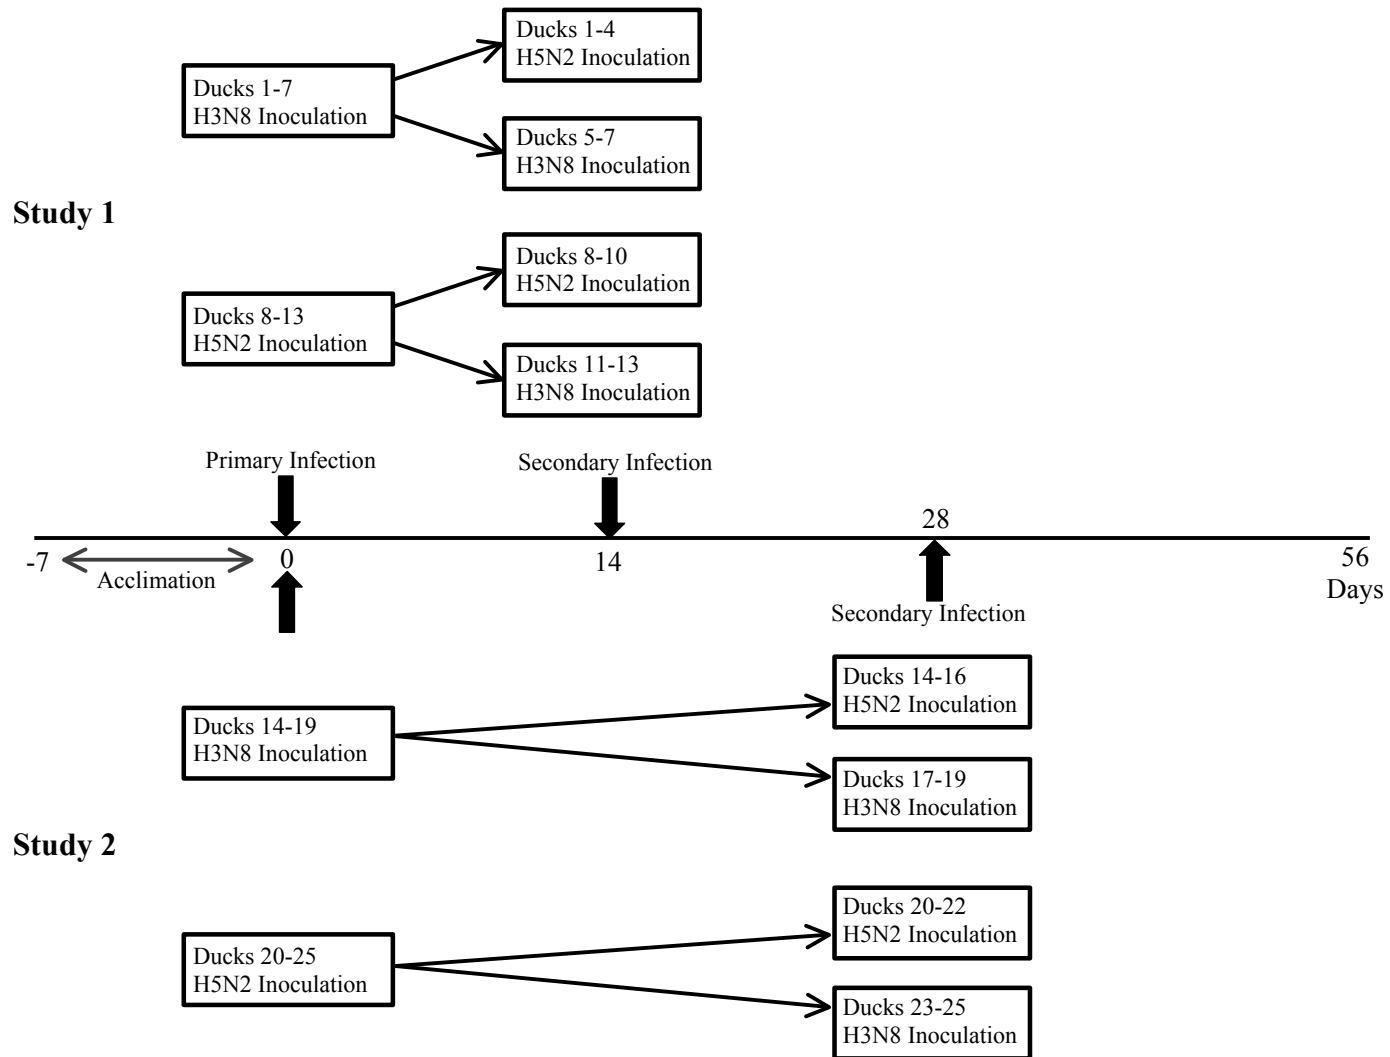 Ducks 1-4
H5N2 Inoculation
Ducks 1-7
H3N8 Inoculation
Ducks 5-7
H3N8 Inoculation
Study 1
Ducks 8-10
H5N2 Inoculation
Ducks 8-13
H5N2 Inoculation
Ducks 11-13
H3N8 Inoculation
Primary Infection
Secondary Infection
28
-7
0
14
56
Acclimation
Days
Secondary Infection
Ducks 14-16
H5N2 Inoculation
Ducks 14-19
H3N8 Inoculation
Ducks 17-19
H3N8 Inoculation
Study 2
Ducks 20-22
H5N2 Inoculation
Ducks 20-25
H5N2 Inoculation
Ducks 23-25
H3N8 Inoculation